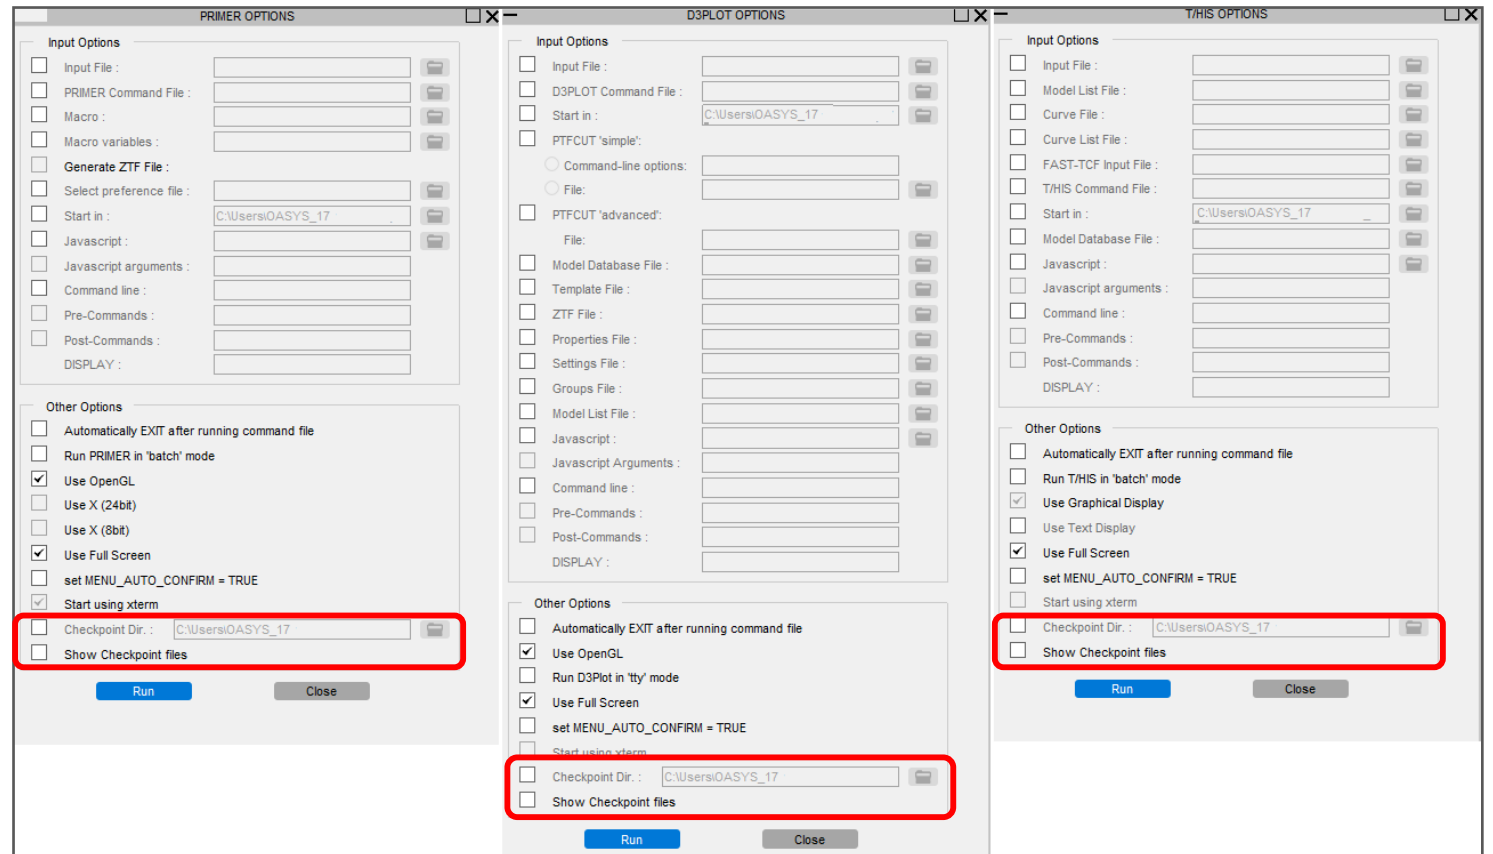 PRIMER OPTIONS
Input Options
Input File :
PRIMER Command File :
Macro :
Macro variables :
Generate ZTF File :
Select preference file :
Start in : C:\Users\OASYS_17
Javascript :
Javascript arguments :
Command line :
Pre-Commands :
Post-Commands :
DISPLAY :
Other Options
Automatically EXIT after running command file
Run PRIMER in 'batch' mode
Use OpenGL
Use X (24bit)
Use X (8bit)
Use Full Screen
set MENU_AUTO_CONFIRM = TRUE
Start using xterm
Checkpoint Dir. : C:\Users\OASYS_17
Show Checkpoint files
Run Close
D3PLOT OPTIONS
Input Options
Input File :
D3PLOT Command File :
Start in : C:\Users\OASYS_17
PTFCUT 'simple':
Command-line options:
File:
PTFCUT 'advanced':
File:
Model Database File :
Template File :
ZTF File :
Properties File :
Settings File :
Groups File :
Model List File :
Javascript :
Javascript Arguments :
Command line :
Pre-Commands :
Post-Commands :
DISPLAY :
Other Options
Automatically EXIT after running command file
Use OpenGL
Run D3Plot in 'tty' mode
Use Full Screen
set MENU_AUTO_CONFIRM = TRUE
Start using xterm
Checkpoint Dir. : C:\Users\OASYS_17
Show Checkpoint files
Run Close
T/HIS OPTIONS
Input Options
Input File :
Model List File :
Curve File :
Curve List File :
FAST-TCF Input File :
T/HIS Command File :
Start in : C:\Users\OASYS_17
Model Database File :
Javascript :
Javascript arguments :
Command line :
Pre-Commands :
Post-Commands :
DISPLAY :
Other Options
Automatically EXIT after running command file
Run T/HIS in 'batch' mode
Use Graphical Display
Use Text Display
Use Full Screen
set MENU_AUTO_CONFIRM = TRUE
Start using xterm
Checkpoint Dir. : C:\Users\OASYS_17
Show Checkpoint files
Run Close